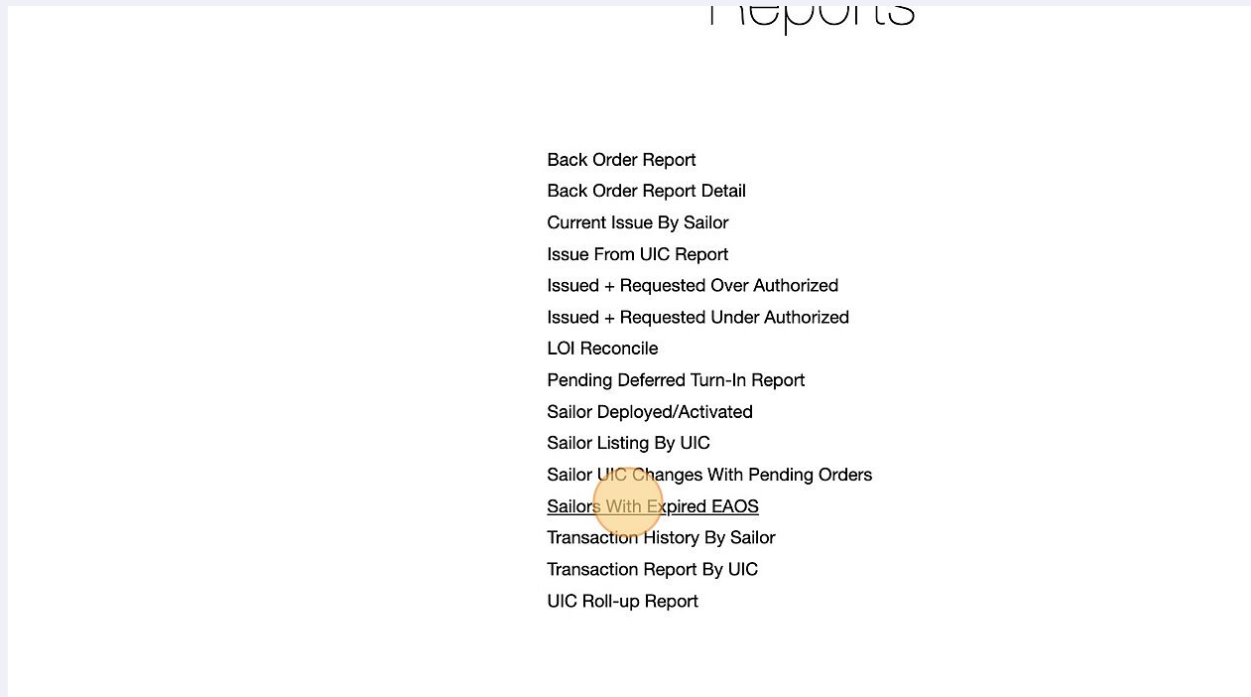 Reports
Back Order Report
Back Order Report Detail
Current Issue By Sailor
Issue From UIC Report
Issued + Requested Over Authorized
Issued + Requested Under Authorized
LOI Reconcile
Pending Deferred Turn-In Report
Sailor Deployed/Activated
Sailor Listing By UIC
Sailor UIC Changes With Pending Orders
Sailors With Expired EAOS
Transaction History By Sailor
Transaction Report By UIC
UIC Roll-up Report